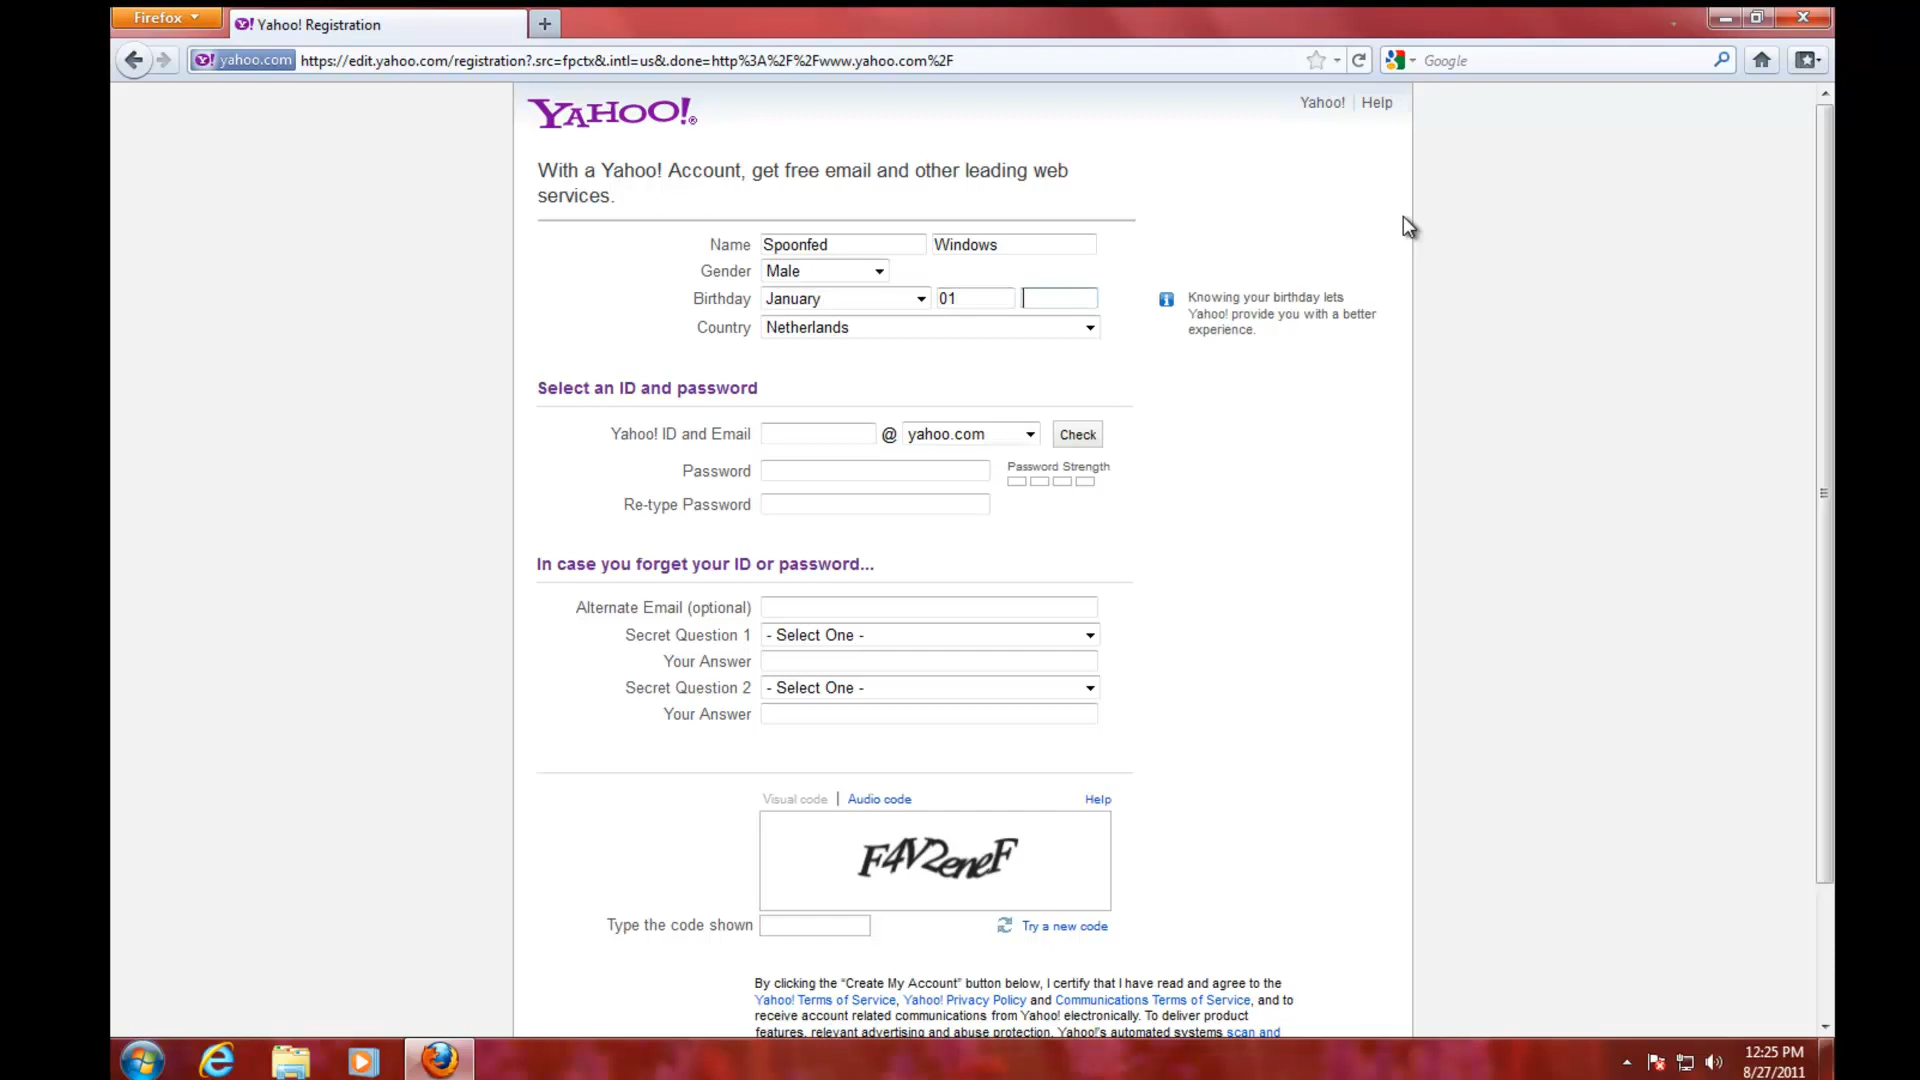 Firefox
Yahoo! Registration
yahoo.com https://edit.yahoo.com/registration?.src=fpctx&.intl=us&.done=http%3A%2F%2Fwww.yahoo.com%2F
Google
YAHOO!
Yahoo! Help
With a Yahoo! Account, get free email and other leading web
services.
Name Spoonfed Windows
Gender Male
Birthday January 01
Knowing your birthday lets
Yahoo! provide you with a better
experience.
Country Netherlands
Select an ID and password
Yahoo! ID and Email @ yahoo.com Check
Password Password Strength
Re-type Password
In case you forget your ID or password...
Alternate Email (optional)
Secret Question 1 - Select One -
Your Answer
Secret Question 2 - Select One -
Your Answer
Visual code | Audio code Help
F4V2eneF
Type the code shown Try a new code
By clicking the “Create My Account” button below, I certify that I have read and agree to the
Yahoo! Terms of Service, Yahoo! Privacy Policy and Communications Terms of Service, and to
receive account related communications from Yahoo! electronically. To deliver product
features, relevant advertising and abuse protection, Yahoo!'s automated systems scan and
12:25 PM
8/27/2011